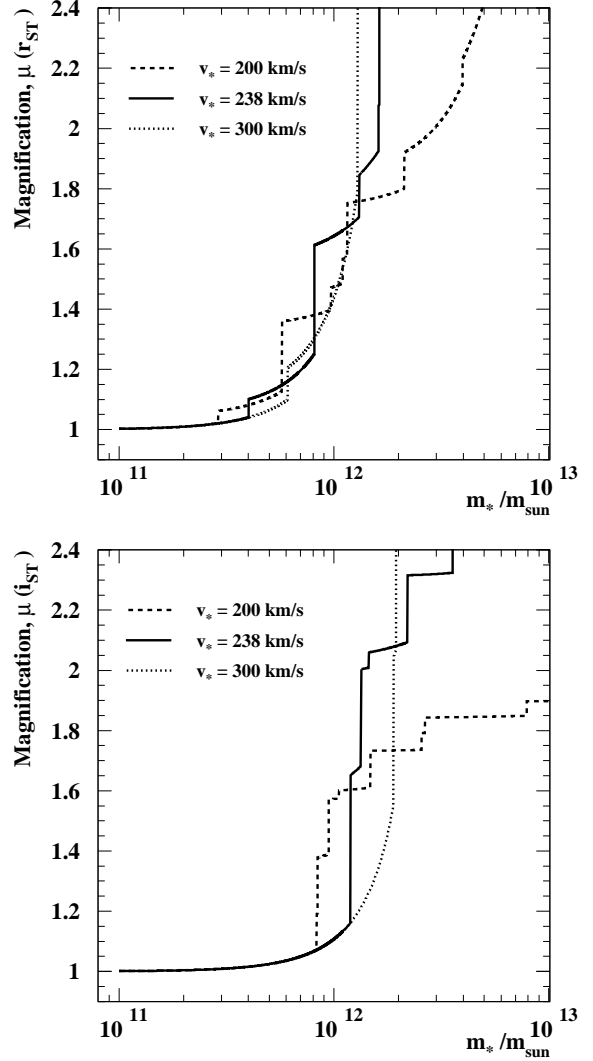 Magnification, μ (r_ST)
2.4
2.2
2
1.8
1.6
1.4
1.2
1
v_* = 200 km/s
v_* = 238 km/s
v_* = 300 km/s
10^11 10^12 10^13
m_* /m_sun
Magnification, μ (i_ST)
2.4
2.2
2
1.8
1.6
1.4
1.2
1
v_* = 200 km/s
v_* = 238 km/s
v_* = 300 km/s
10^11 10^12 10^13
m_* /m_sun